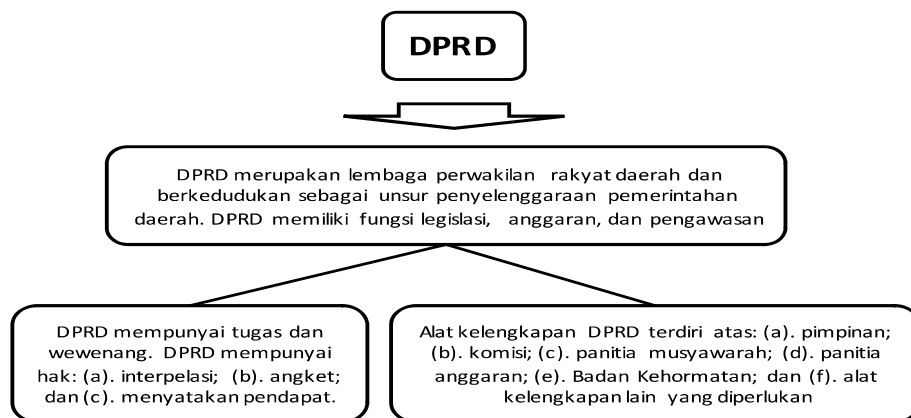 DPRD
DPRD merupakan lembaga perwakilan rakyat daerah dan
berkedudukan sebagai unsur penyelenggaraan pemerintahan
daerah. DPRD memiliki fungsi legislasi, anggaran, dan pengawasan
DPRD mempunyai tugas dan
wewenang. DPRD mempunyai
hak: (a). interpelasi; (b). angket;
dan (c). menyatakan pendapat.
Alat kelengkapan DPRD terdiri atas: (a). pimpinan;
(b). komisi; (c). panitia musyawarah; (d). panitia
anggaran; (e). Badan Kehormatan; dan (f). alat
kelengkapan lain yang diperlukan